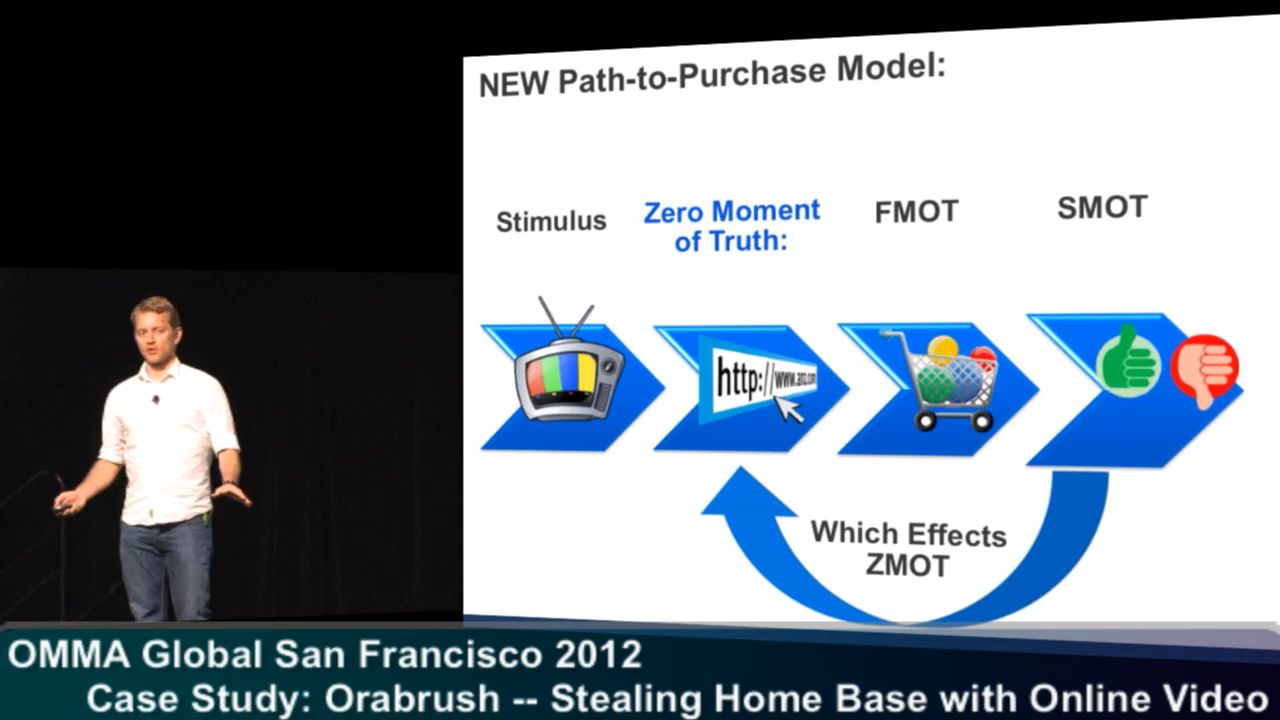 NEW Path-to-Purchase Model:
Stimulus
Zero Moment
of Truth:
FMOT
SMOT
http://www.
Which Effects
ZMOT
OMMA Global San Francisco 2012
Case Study: Orabrush -- Stealing Home Base with Online Video